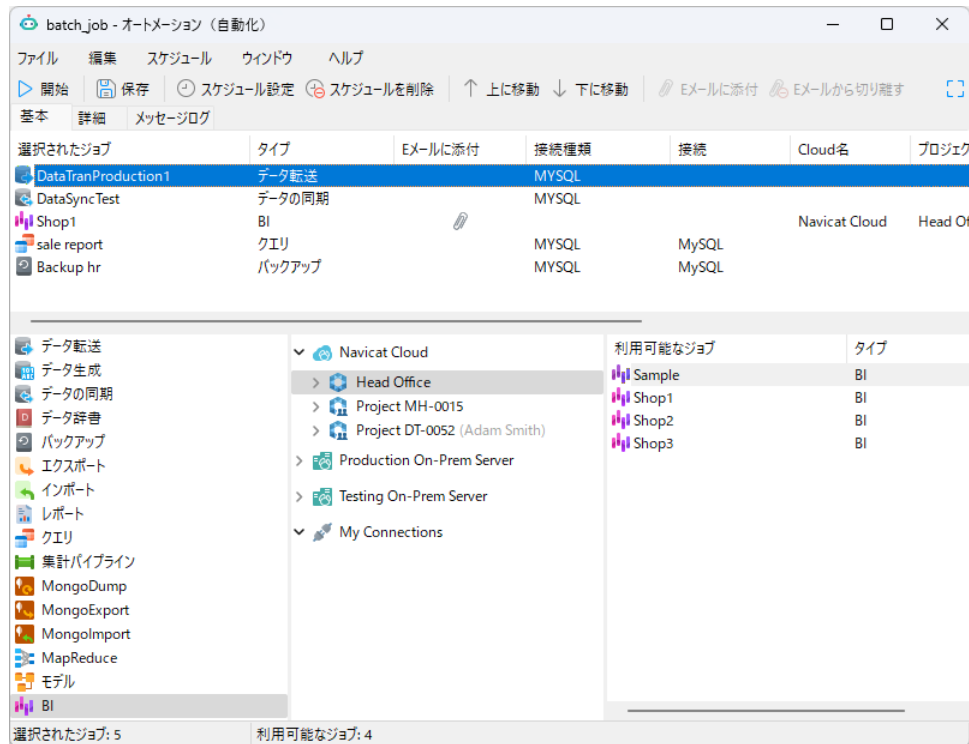 batch_job - オートメーション（自動化）
ファイル 編集 スケジュール ウィンドウ ヘルプ
開始 保存 スケジュール設定 スケジュールを削除 上に移動 下に移動 Eメールに添付 Eメールから切り離す
基本 詳細 メッセージログ
選択されたジョブ タイプ Eメールに添付 接続種類 接続 Cloud名 プロジェク
DataTranProduction1 データ転送 MYSQL
DataSyncTest データの同期 MYSQL
Shop1 BI Navicat Cloud Head Of
sale report クエリ MYSQL MySQL
Backup hr バックアップ MYSQL MySQL
データ転送
データ生成
データの同期
データ辞書
バックアップ
エクスポート
インポート
レポート
クエリ
集計パイプライン
MongoDump
MongoExport
MongoImport
MapReduce
モデル
BI
Navicat Cloud
Head Office
Project MH-0015
Project DT-0052 (Adam Smith)
Production On-Prem Server
Testing On-Prem Server
My Connections
利用可能なジョブ タイプ
Sample BI
Shop1 BI
Shop2 BI
Shop3 BI
選択されたジョブ: 5 利用可能なジョブ: 4